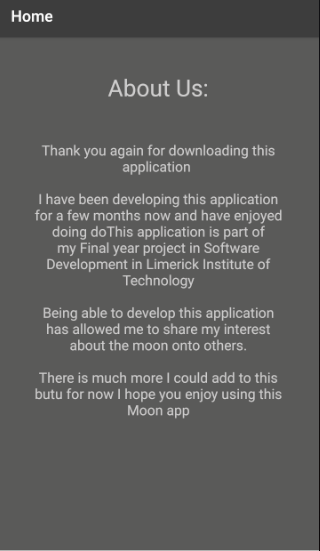 Home
About Us:
Thank you again for downloading this
application
I have been developing this application
for a few months now and have enjoyed
doing doThis application is part of
my Final year project in Software
Development in Limerick Institute of
Technology
Being able to develop this application
has allowed me to share my interest
about the moon onto others.
There is much more I could add to this
butu for now I hope you enjoy using this
Moon app